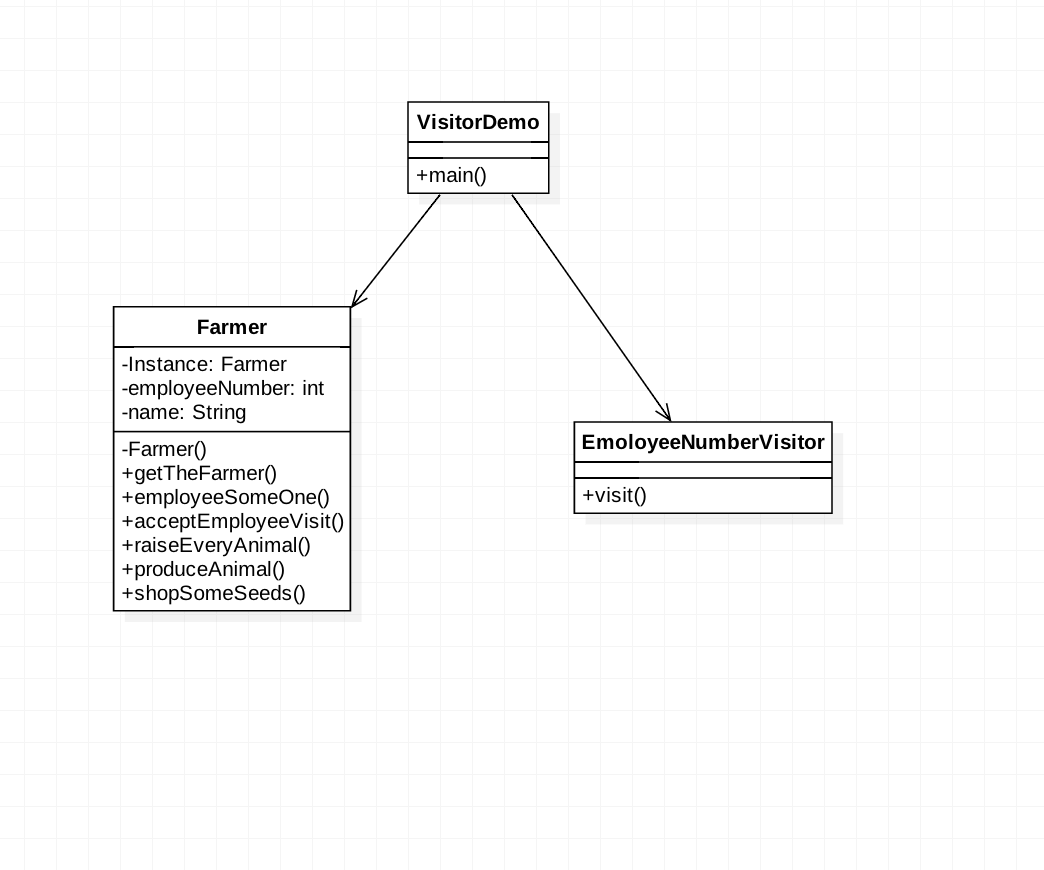 VisitorDemo
+main()
Farmer
-Instance: Farmer
-employeeNumber: int
-name: String
-Farmer()
+getTheFarmer()
+employeeSomeOne()
+acceptEmployeeVisit()
+raiseEveryAnimal()
+produceAnimal()
+shopSomeSeeds()
EmoloyeeNumberVisitor
+visit()